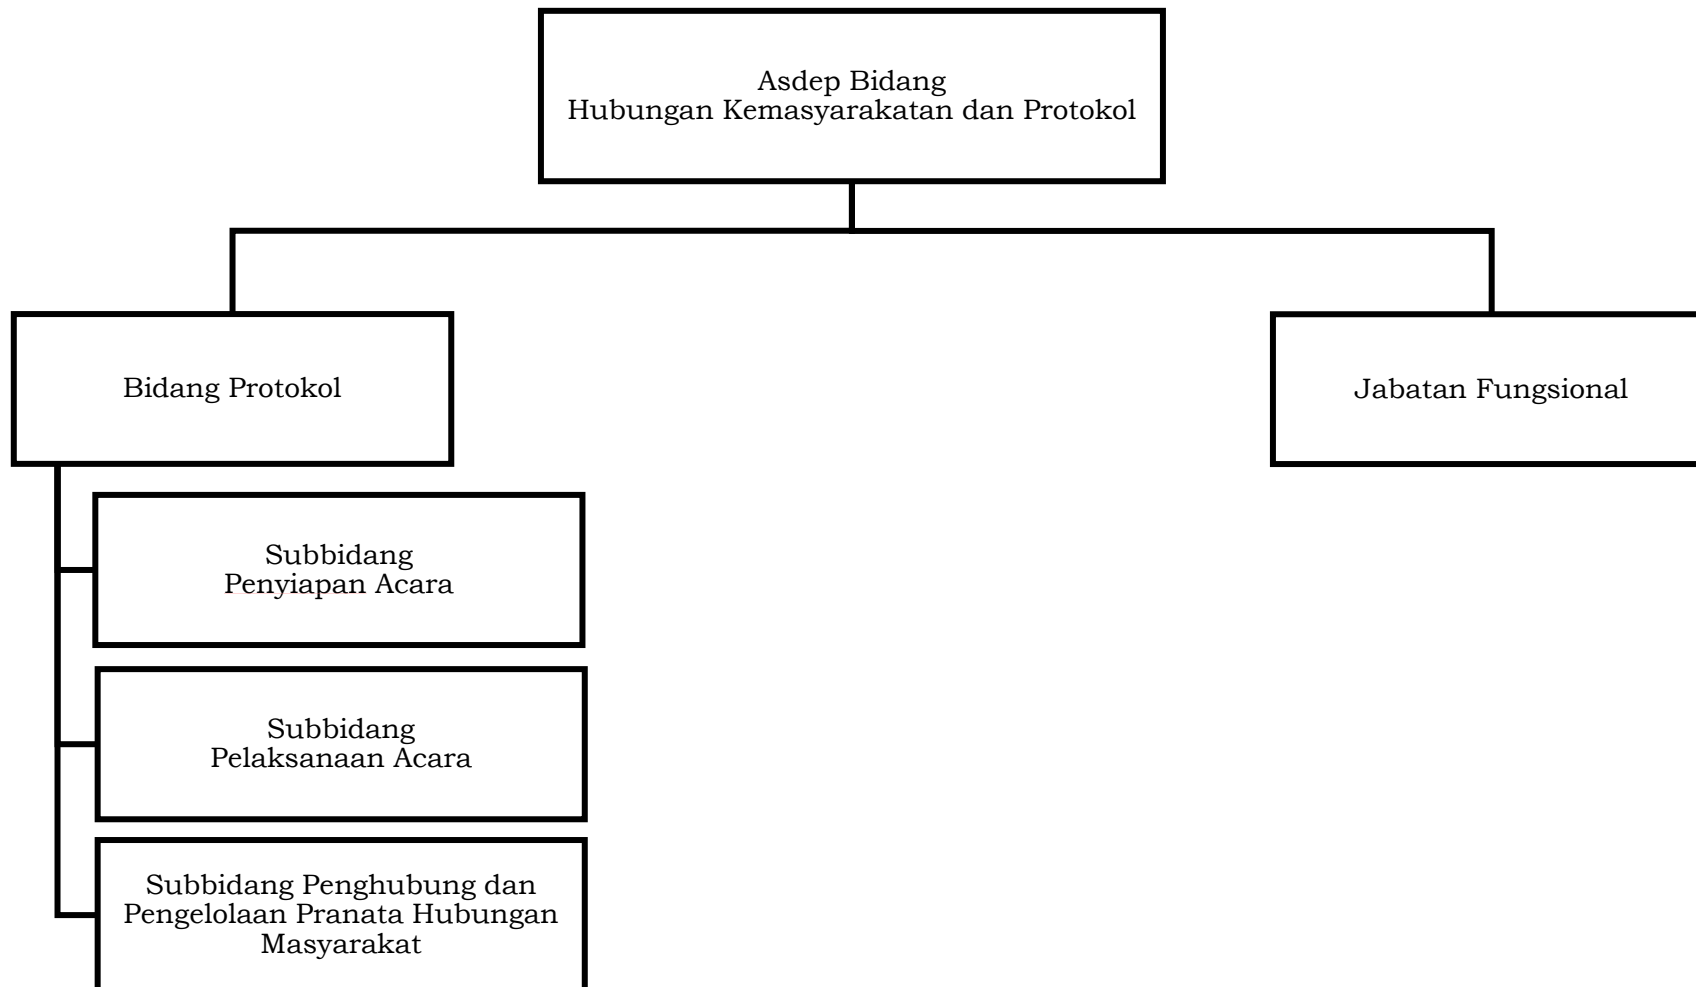 Asdep Bidang
Hubungan Kemasyarakatan dan Protokol
Bidang Protokol
Jabatan Fungsional
Subbidang
Penyiapan Acara
Subbidang
Pelaksanaan Acara
Subbidang Penghubung dan
Pengelolaan Pranata Hubungan
Masyarakat